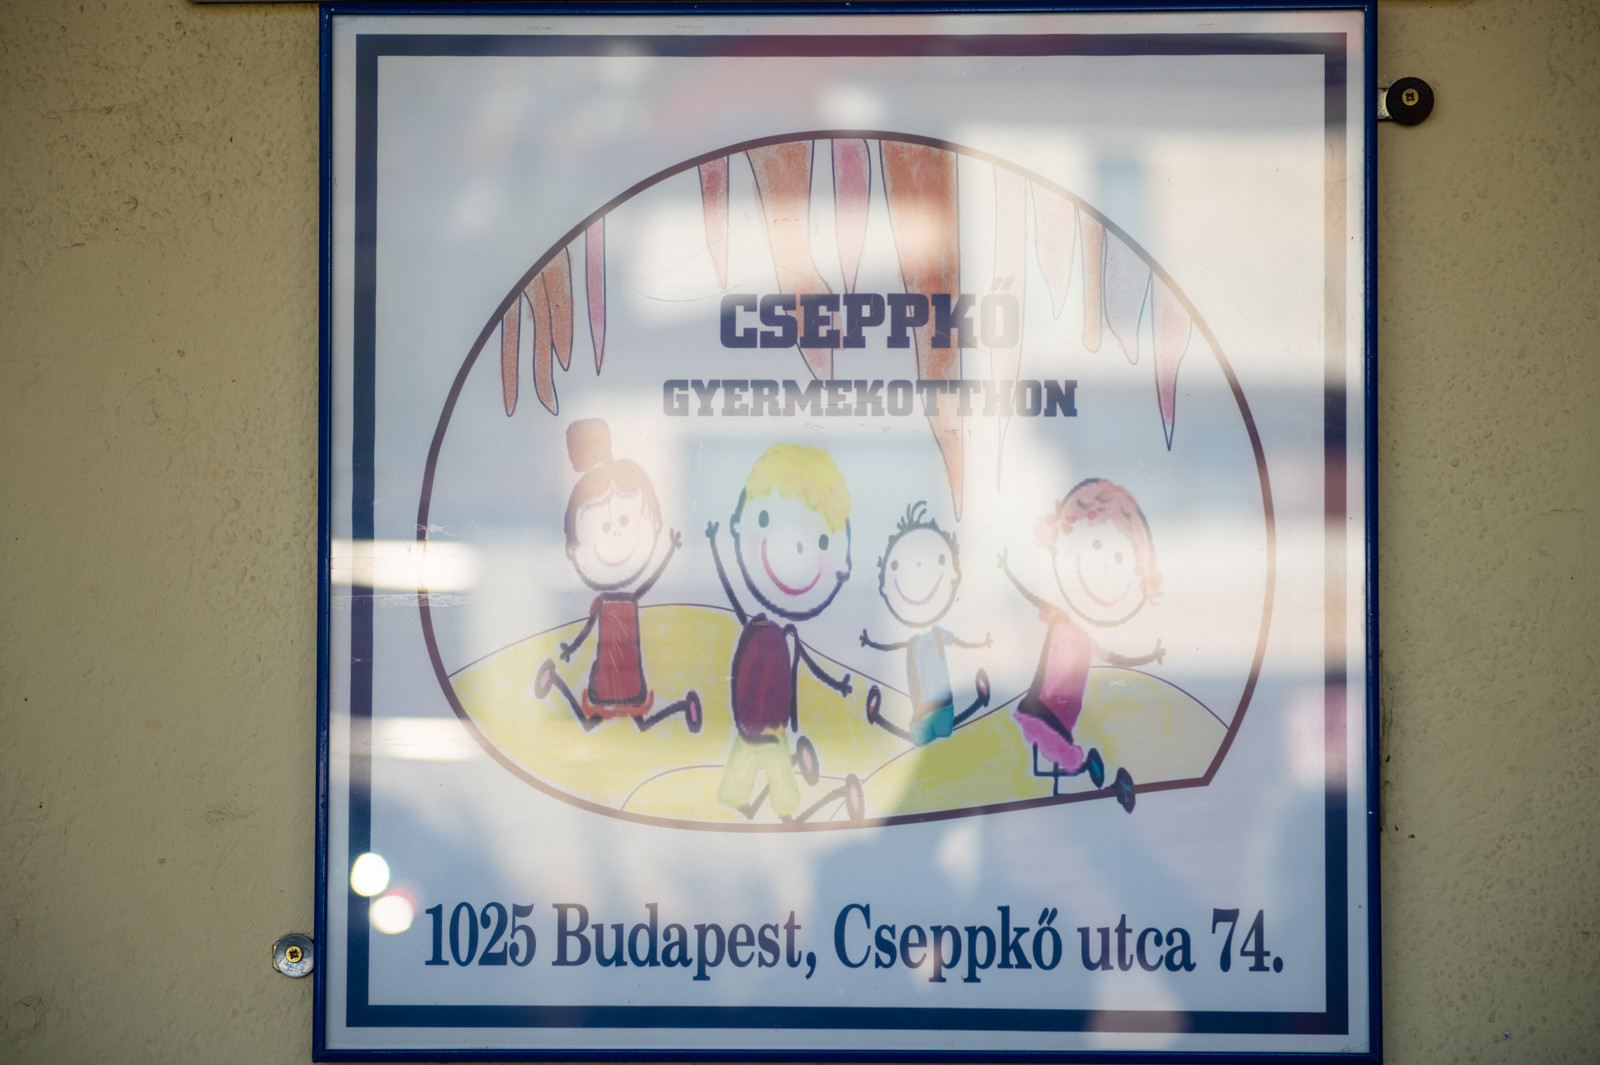 CSEPPKŐ
GYERMEKOTTHON
1025 Budapest, Cseppkő utca 74.